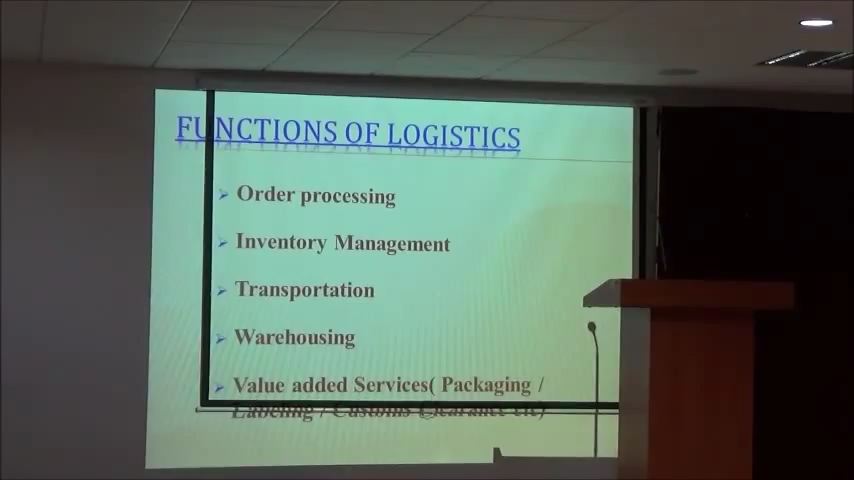 FUNCTIONS OF LOGISTICS
Order processing
Inventory Management
Transportation
Warehousing
Value added Services( Packaging /
Labeling / Customs Clearance etc)